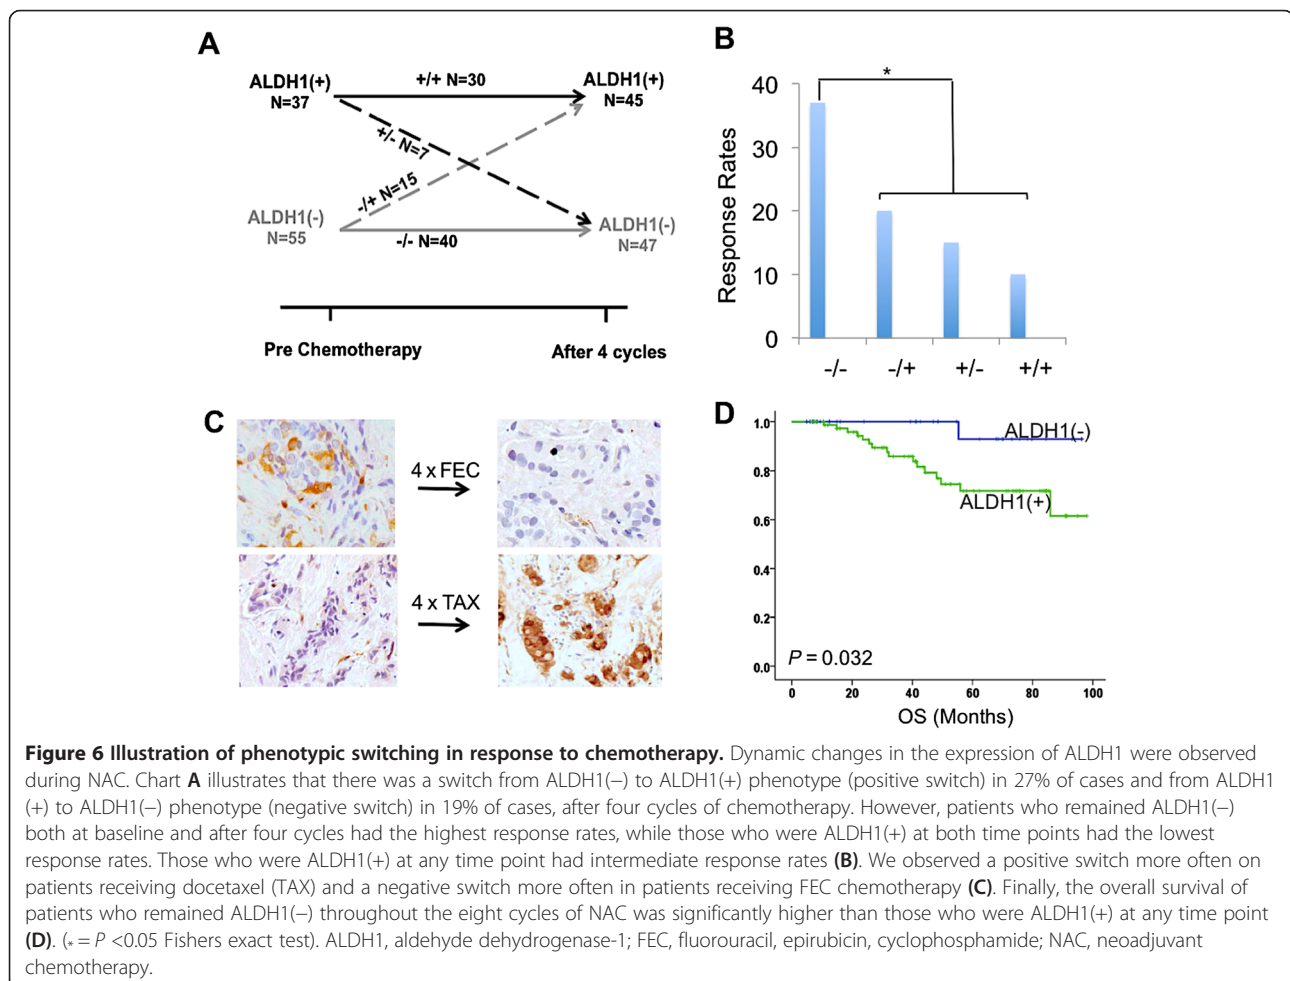 A
ALDH1(+)
N=37
+/+ N=30
ALDH1(+)
N=45
+/- N=7
-/+ N=15
ALDH1(-)
N=55
-/- N=40
ALDH1(-)
N=47
Pre Chemotherapy
After 4 cycles
B
*
Response Rates
40
30
20
10
0
-/-
-/+
+/-
+/+
C
4 x FEC
4 x TAX
D
1.0
0.8
0.6
0.4
0.2
0.0
ALDH1(-)
ALDH1(+)
P = 0.032
0
20
40
60
80
100
OS (Months)
Figure 6 Illustration of phenotypic switching in response to chemotherapy. Dynamic changes in the expression of ALDH1 were observed
during NAC. Chart A illustrates that there was a switch from ALDH1(−) to ALDH1(+) phenotype (positive switch) in 27% of cases and from ALDH1
(+) to ALDH1(−) phenotype (negative switch) in 19% of cases, after four cycles of chemotherapy. However, patients who remained ALDH1(−)
both at baseline and after four cycles had the highest response rates, while those who were ALDH1(+) at both time points had the lowest
response rates. Those who were ALDH1(+) at any time point had intermediate response rates (B). We observed a positive switch more often on
patients receiving docetaxel (TAX) and a negative switch more often in patients receiving FEC chemotherapy (C). Finally, the overall survival of
patients who remained ALDH1(−) throughout the eight cycles of NAC was significantly higher than those who were ALDH1(+) at any time point
(D). (* = P <0.05 Fishers exact test). ALDH1, aldehyde dehydrogenase-1; FEC, fluorouracil, epirubicin, cyclophosphamide; NAC, neoadjuvant
chemotherapy.